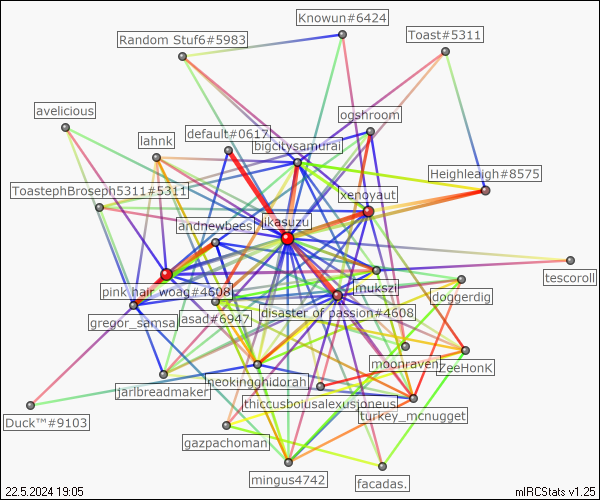 Knowun#6424
Random Stuf6#5983
Toast#5311
avelicious
ogshroom
default#0617
lahnk
bigcitysamurai
Heighleaigh#8575
ToastephBroseph5311#5311
xenoyaut
andnewbees
jikasuzu
tescoroll
pink hair woag#4608
mukszi
doggerdig
disaster of passion#4608
gregor_samsa
asad#6947
moonraven
ZeeHonK
neokingghidorah
jarlbreadmaker
thiccusboiusalexusjoneus
Duck™#9103
turkey_mcnugget
gazpachoman
mingus4742
facadas.
22.5.2024 19:05
mIRCStats v1.25